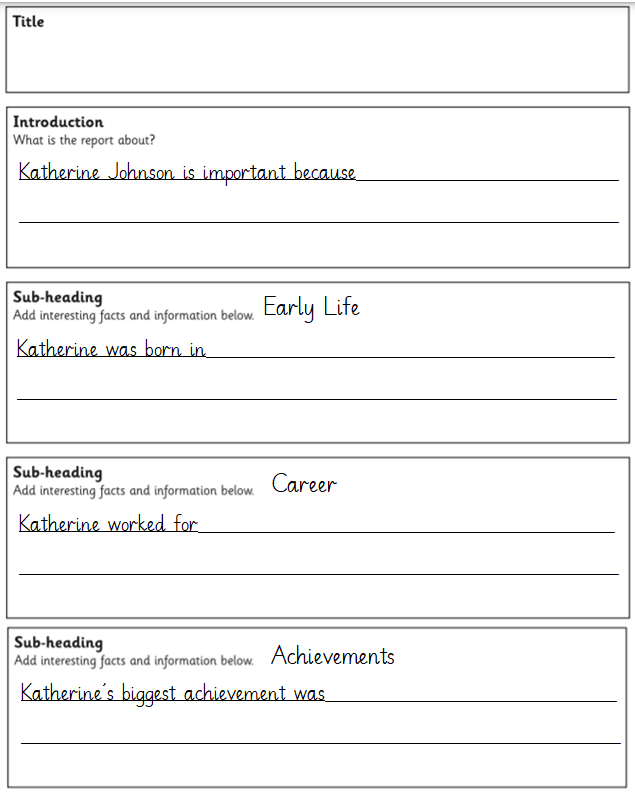 Title
Introduction
What is the report about?
Katherine Johnson is important because
Sub-heading
Add interesting facts and information below. Early Life
Katherine was born in
Sub-heading
Add interesting facts and information below. Career
Katherine worked for
Sub-heading
Add interesting facts and information below. Achievements
Katherine's biggest achievement was